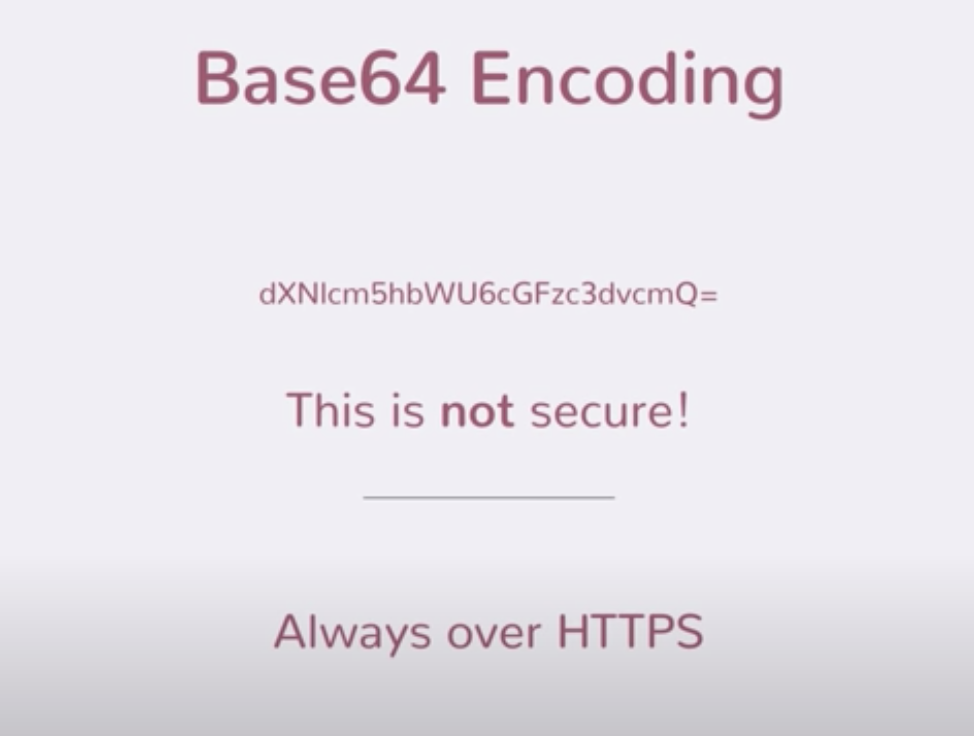 Base64 Encoding
dXNlcm5hbWU6cGFzc3dvcmQ=
This is not secure!
Always over HTTPS